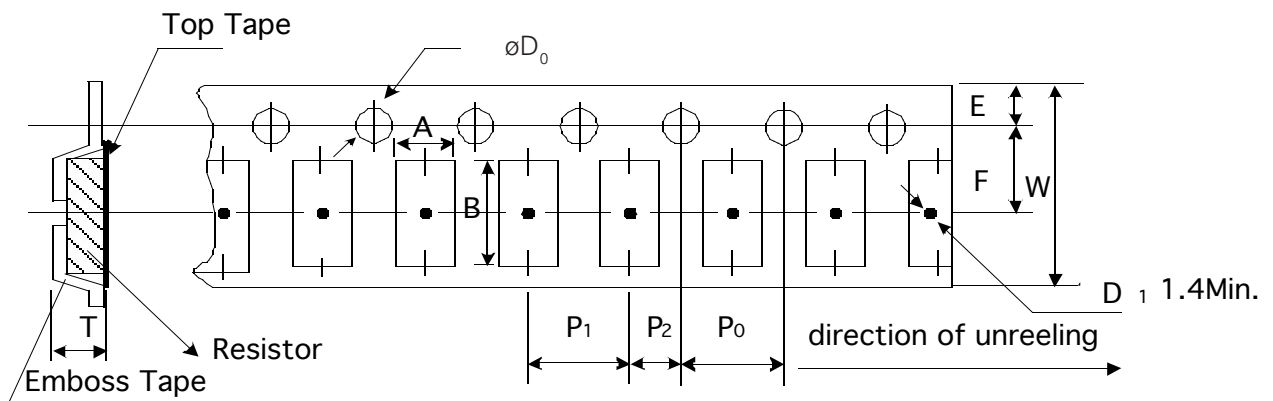 Top Tape
øD0
E
A
F
W
B
D 1 1.4Min.
T
P1
P2
P0
direction of unreeling
Resistor
Emboss Tape